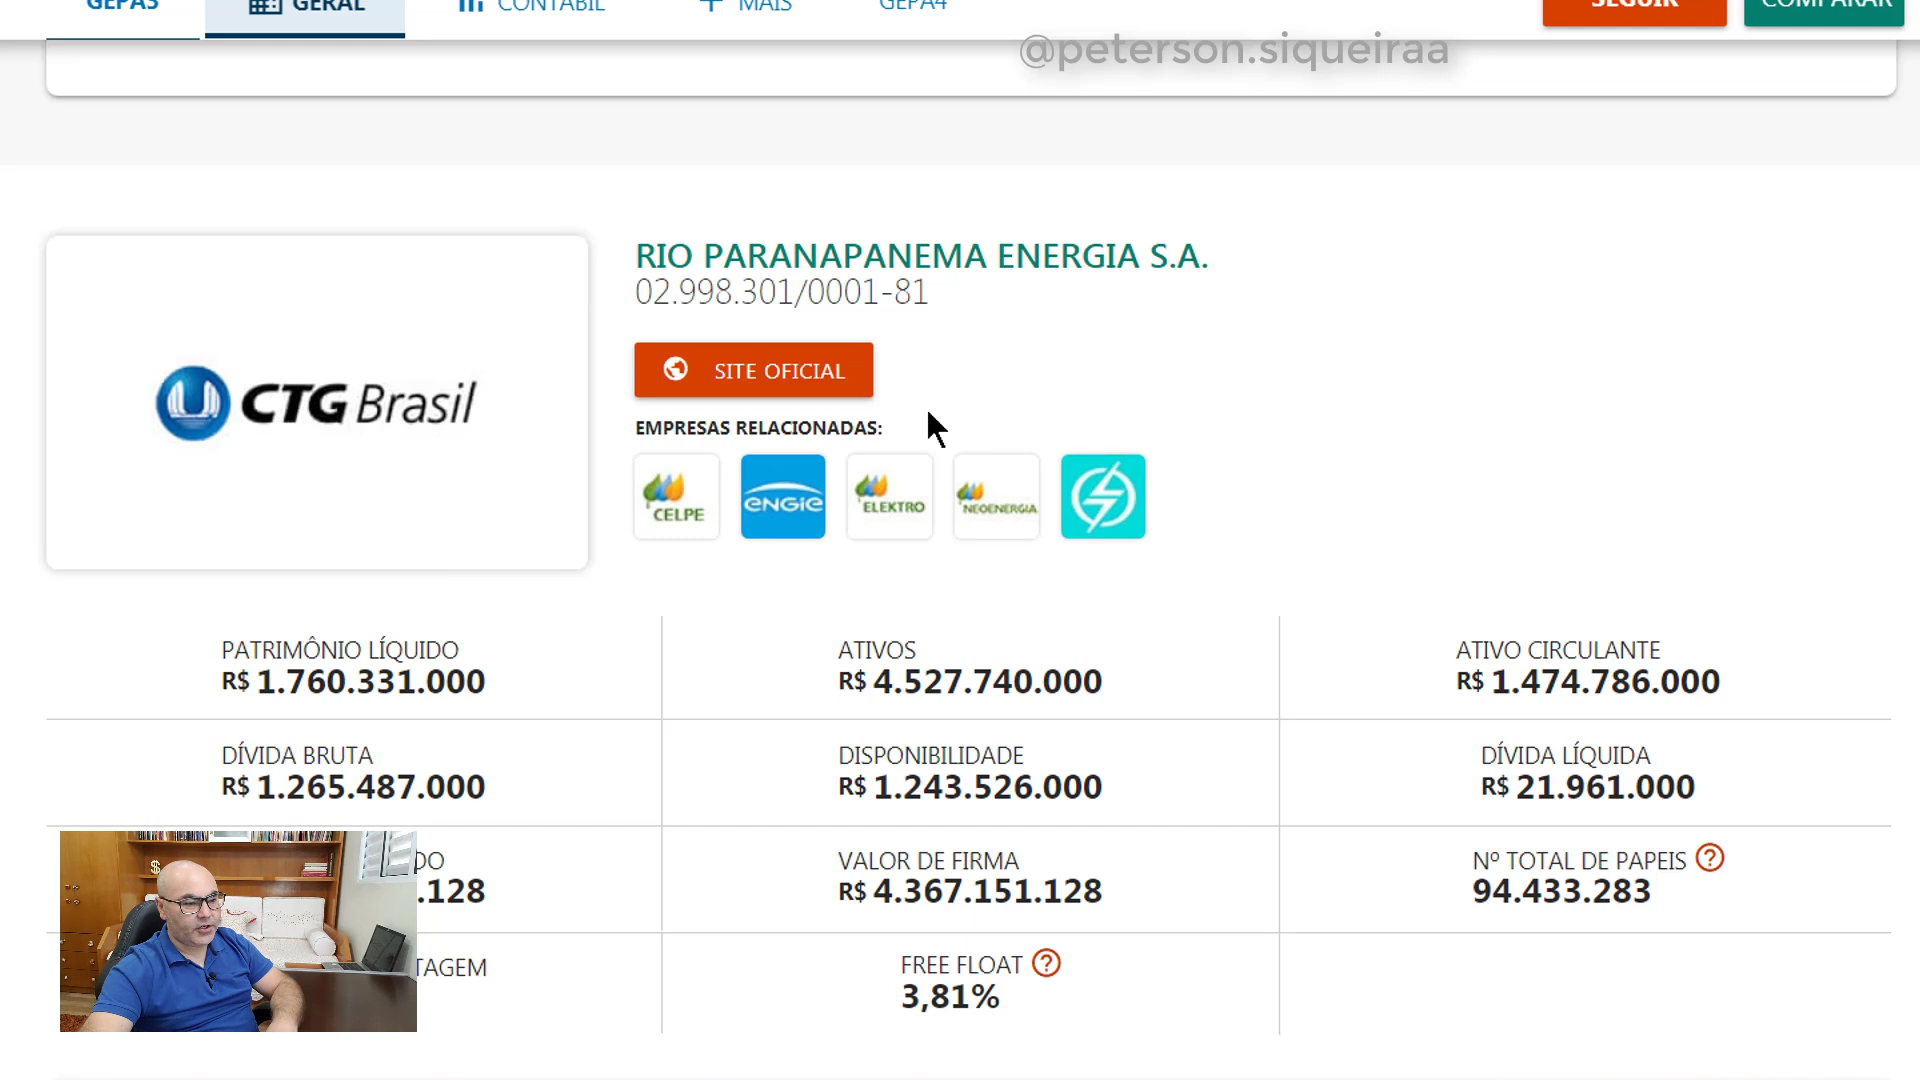 GEPA3
GERAL
CONTÁBIL
MAIS
GEPA4
SEGUIR
COMPARAR
@peterson.siqueiraa
RIO PARANAPANEMA ENERGIA S.A.
02.998.301/0001-81
CTG Brasil
SITE OFICIAL
EMPRESAS RELACIONADAS:
CELPE
ENGIE
ELEKTRO
NEOENERGIA
PATRIMÔNIO LÍQUIDO
R$ 1.760.331.000
ATIVOS
R$ 4.527.740.000
ATIVO CIRCULANTE
R$ 1.474.786.000
DÍVIDA BRUTA
R$ 1.265.487.000
DISPONIBILIDADE
R$ 1.243.526.000
DÍVIDA LÍQUIDA
R$ 21.961.000
DO
.128
VALOR DE FIRMA
R$ 4.367.151.128
Nº TOTAL DE PAPEIS ?
94.433.283
TAGEM
FREE FLOAT ?
3,81%